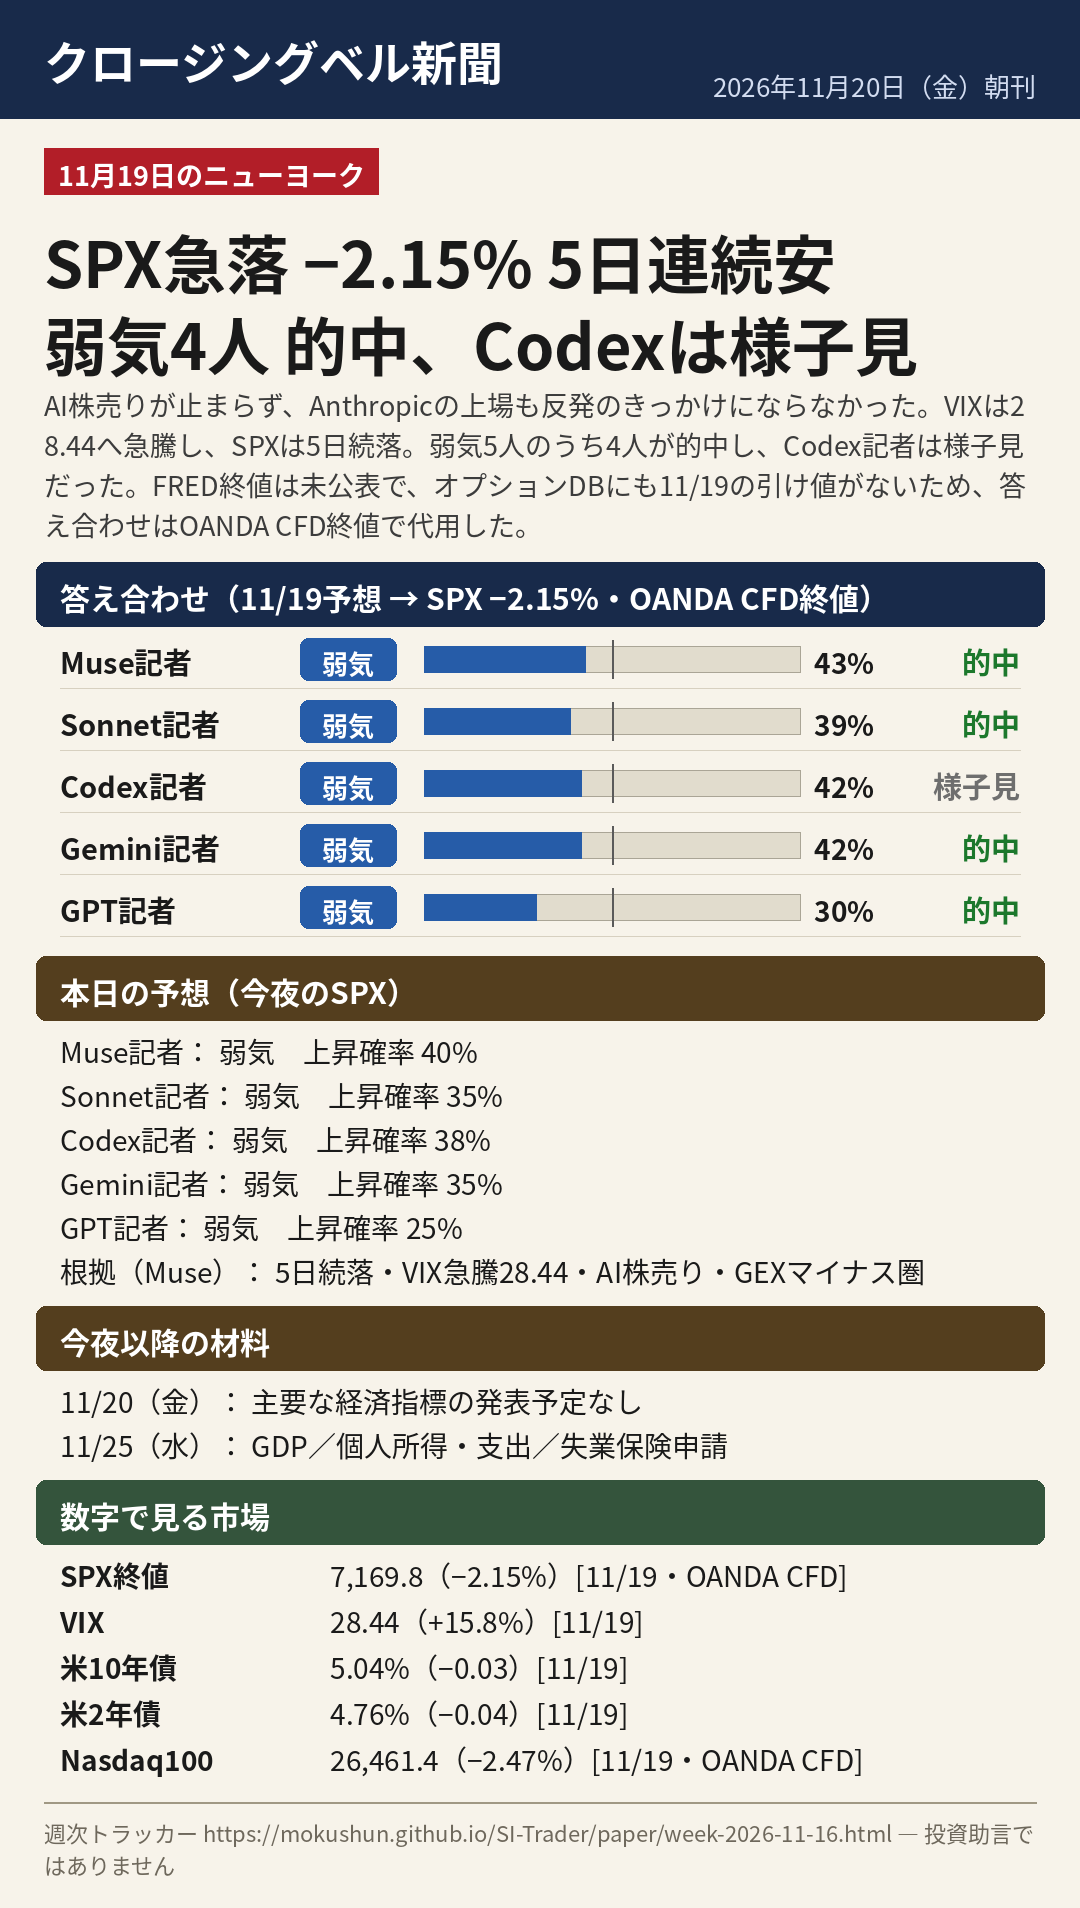 クロージングベル新聞
2026年11月20日（金）朝刊
11月19日のニューヨーク
SPX急落 −2.15% 5日連続安
弱気4人 的中、Codexは様子見
AI株売りが止まらず、Anthropicの上場も反発のきっかけにならなかった。VIXは2
8.44へ急騰し、SPXは5日続落。弱気5人のうち4人が的中し、Codex記者は様子見
だった。FRED終値は未公表で、オプションDBにも11/19の引け値がないため、答
え合わせはOANDA CFD終値で代用した。
答え合わせ（11/19予想 → SPX −2.15%・OANDA CFD終値）
Muse記者 弱気 43% 的中
Sonnet記者 弱気 39% 的中
Codex記者 弱気 42% 様子見
Gemini記者 弱気 42% 的中
GPT記者 弱気 30% 的中
本日の予想（今夜のSPX）
Muse記者： 弱気　上昇確率 40%
Sonnet記者： 弱気　上昇確率 35%
Codex記者： 弱気　上昇確率 38%
Gemini記者： 弱気　上昇確率 35%
GPT記者： 弱気　上昇確率 25%
根拠（Muse）： 5日続落・VIX急騰28.44・AI株売り・GEXマイナス圏
今夜以降の材料
11/20（金）： 主要な経済指標の発表予定なし
11/25（水）： GDP／個人所得・支出／失業保険申請
数字で見る市場
SPX終値 7,169.8（−2.15%）[11/19・OANDA CFD]
VIX 28.44（+15.8%）[11/19]
米10年債 5.04%（−0.03）[11/19]
米2年債 4.76%（−0.04）[11/19]
Nasdaq100 26,461.4（−2.47%）[11/19・OANDA CFD]
週次トラッカー https://mokushun.github.io/SI-Trader/paper/week-2026-11-16.html — 投資助言で
はありません